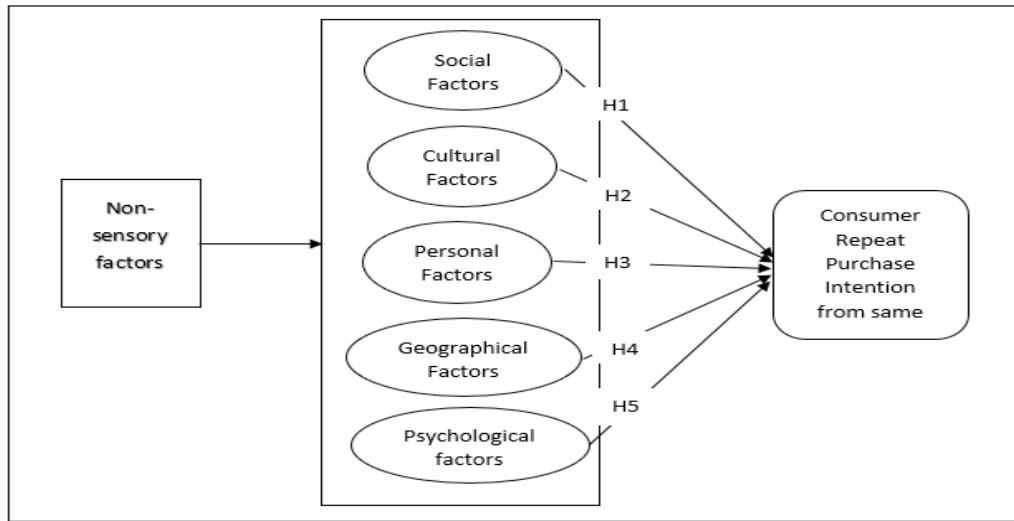 Social
Factors
H1
Cultural
Factors
H2
Non-
sensory
factors
Personal
Factors
H3
Consumer
Repeat
Purchase
Intention
from same
Geographical
Factors
H4
H5
Psychological
factors